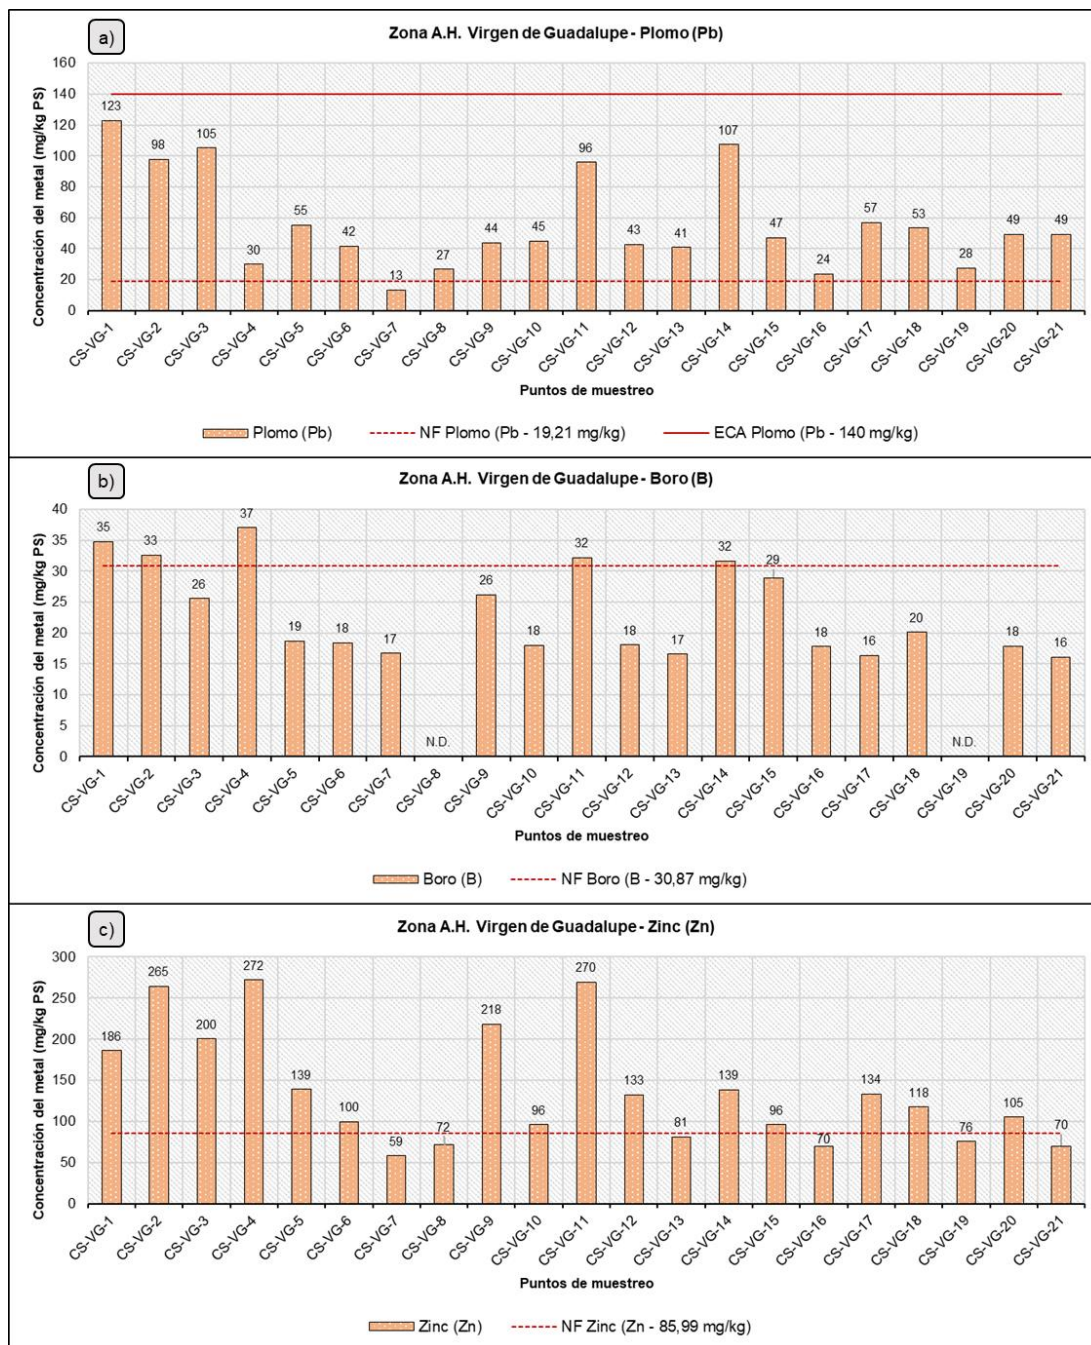 a)
Zona A.H. Virgen de Guadalupe - Plomo (Pb)
Concentración del metal (mg/kg PS)
160
140
120
100
80
60
40
20
0
123
98
105
30
55
42
13
27
44
45
96
43
41
107
47
24
57
53
28
49
49
CS-VG-1
CS-VG-2
CS-VG-3
CS-VG-4
CS-VG-5
CS-VG-6
CS-VG-7
CS-VG-8
CS-VG-9
CS-VG-10
CS-VG-11
CS-VG-12
CS-VG-13
CS-VG-14
CS-VG-15
CS-VG-16
CS-VG-17
CS-VG-18
CS-VG-19
CS-VG-20
CS-VG-21
Puntos de muestreo
Plomo (Pb) NF Plomo (Pb - 19,21 mg/kg) ECA Plomo (Pb - 140 mg/kg)
b)
Zona A.H. Virgen de Guadalupe - Boro (B)
Concentración del metal (mg/kg PS)
40
35
30
25
20
15
10
5
0
35
33
26
37
19
18
17
N.D.
26
18
32
18
17
32
29
18
16
20
N.D.
18
16
CS-VG-1
CS-VG-2
CS-VG-3
CS-VG-4
CS-VG-5
CS-VG-6
CS-VG-7
CS-VG-8
CS-VG-9
CS-VG-10
CS-VG-11
CS-VG-12
CS-VG-13
CS-VG-14
CS-VG-15
CS-VG-16
CS-VG-17
CS-VG-18
CS-VG-19
CS-VG-20
CS-VG-21
Puntos de muestreo
Boro (B) NF Boro (B - 30,87 mg/kg)
c)
Zona A.H. Virgen de Guadalupe - Zinc (Zn)
Concentración del metal (mg/kg PS)
300
250
200
150
100
50
0
186
265
200
272
139
100
59
72
218
96
270
133
81
139
96
70
134
118
76
105
70
CS-VG-1
CS-VG-2
CS-VG-3
CS-VG-4
CS-VG-5
CS-VG-6
CS-VG-7
CS-VG-8
CS-VG-9
CS-VG-10
CS-VG-11
CS-VG-12
CS-VG-13
CS-VG-14
CS-VG-15
CS-VG-16
CS-VG-17
CS-VG-18
CS-VG-19
CS-VG-20
CS-VG-21
Puntos de muestreo
Zinc (Zn) NF Zinc (Zn - 85,99 mg/kg)